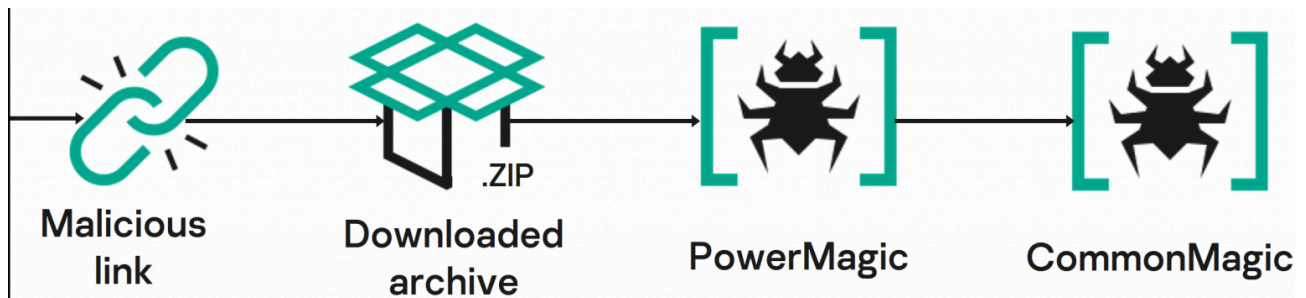 Malicious
link
.ZIP
Downloaded
archive
PowerMagic
CommonMagic